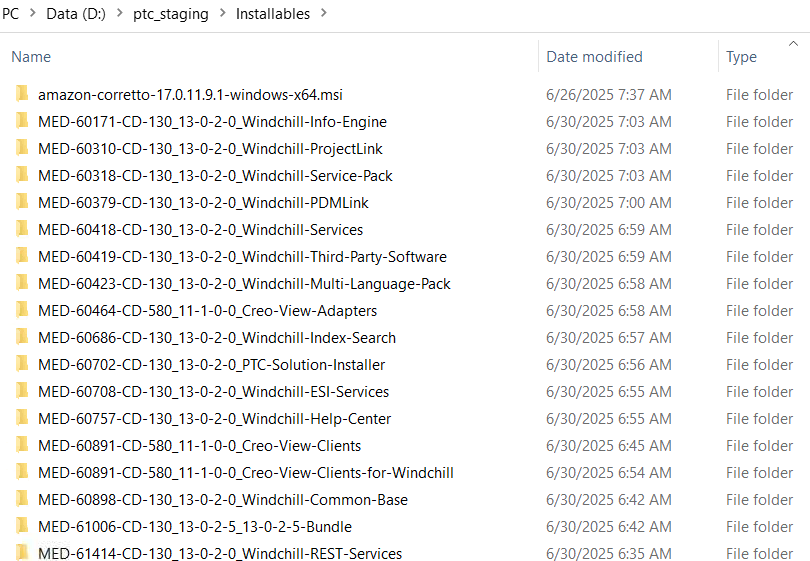 PC > Data (D:) > ptc_staging > Installables >
Name Date modified Type
amazon-corretto-17.0.11.9.1-windows-x64.msi 6/26/2025 7:37 AM File folder
MED-60171-CD-130_13-0-2-0_Windchill-Info-Engine 6/30/2025 7:03 AM File folder
MED-60310-CD-130_13-0-2-0_Windchill-ProjectLink 6/30/2025 7:03 AM File folder
MED-60318-CD-130_13-0-2-0_Windchill-Service-Pack 6/30/2025 7:03 AM File folder
MED-60379-CD-130_13-0-2-0_Windchill-PDMLink 6/30/2025 7:00 AM File folder
MED-60418-CD-130_13-0-2-0_Windchill-Services 6/30/2025 6:59 AM File folder
MED-60419-CD-130_13-0-2-0_Windchill-Third-Party-Software 6/30/2025 6:59 AM File folder
MED-60423-CD-130_13-0-2-0_Windchill-Multi-Language-Pack 6/30/2025 6:58 AM File folder
MED-60464-CD-580_11-1-0-0_Creo-View-Adapters 6/30/2025 6:58 AM File folder
MED-60686-CD-130_13-0-2-0_Windchill-Index-Search 6/30/2025 6:57 AM File folder
MED-60702-CD-130_13-0-2-0_PTC-Solution-Installer 6/30/2025 6:56 AM File folder
MED-60708-CD-130_13-0-2-0_Windchill-ESI-Services 6/30/2025 6:55 AM File folder
MED-60757-CD-130_13-0-2-0_Windchill-Help-Center 6/30/2025 6:55 AM File folder
MED-60891-CD-580_11-1-0-0_Creo-View-Clients 6/30/2025 6:45 AM File folder
MED-60891-CD-580_11-1-0-0_Creo-View-Clients-for-Windchill 6/30/2025 6:54 AM File folder
MED-60898-CD-130_13-0-2-0_Windchill-Common-Base 6/30/2025 6:42 AM File folder
MED-61006-CD-130_13-0-2-5_13-0-2-5-Bundle 6/30/2025 6:42 AM File folder
MED-61414-CD-130_13-0-2-0_Windchill-REST-Services 6/30/2025 6:35 AM File folder